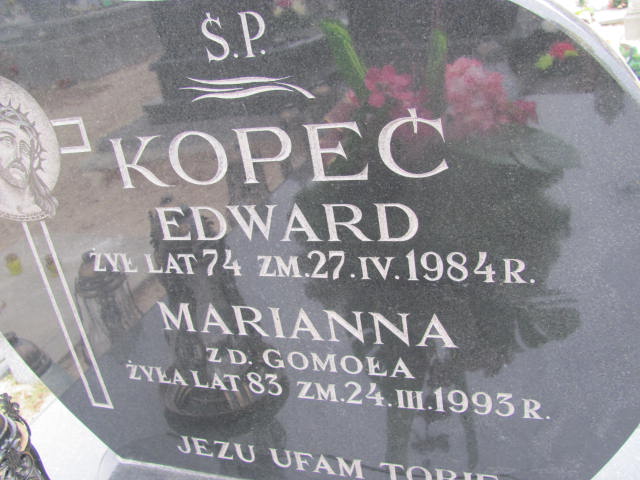 Ś.P.
KOPEĆ
EDWARD
ŻYŁ LAT 74 ZM. 27. IV. 1984 R.
MARIANNA
Z D. GOMOŁA
ŻYŁA LAT 83 ZM. 24. III. 1993 R.
JEZU UFAM TOBIE